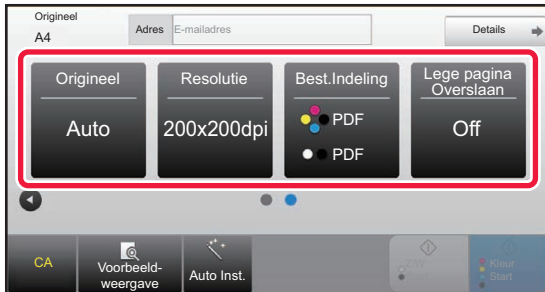 Origineel
A4
Adres
E-mailadres
Details
Origineel
Auto
Resolutie
200x200dpi
Best.Indeling
PDF
PDF
Lege pagina
Overslaan
Off
CA
Voorbeeld-
weergave
Auto Inst.
Kleur
Start